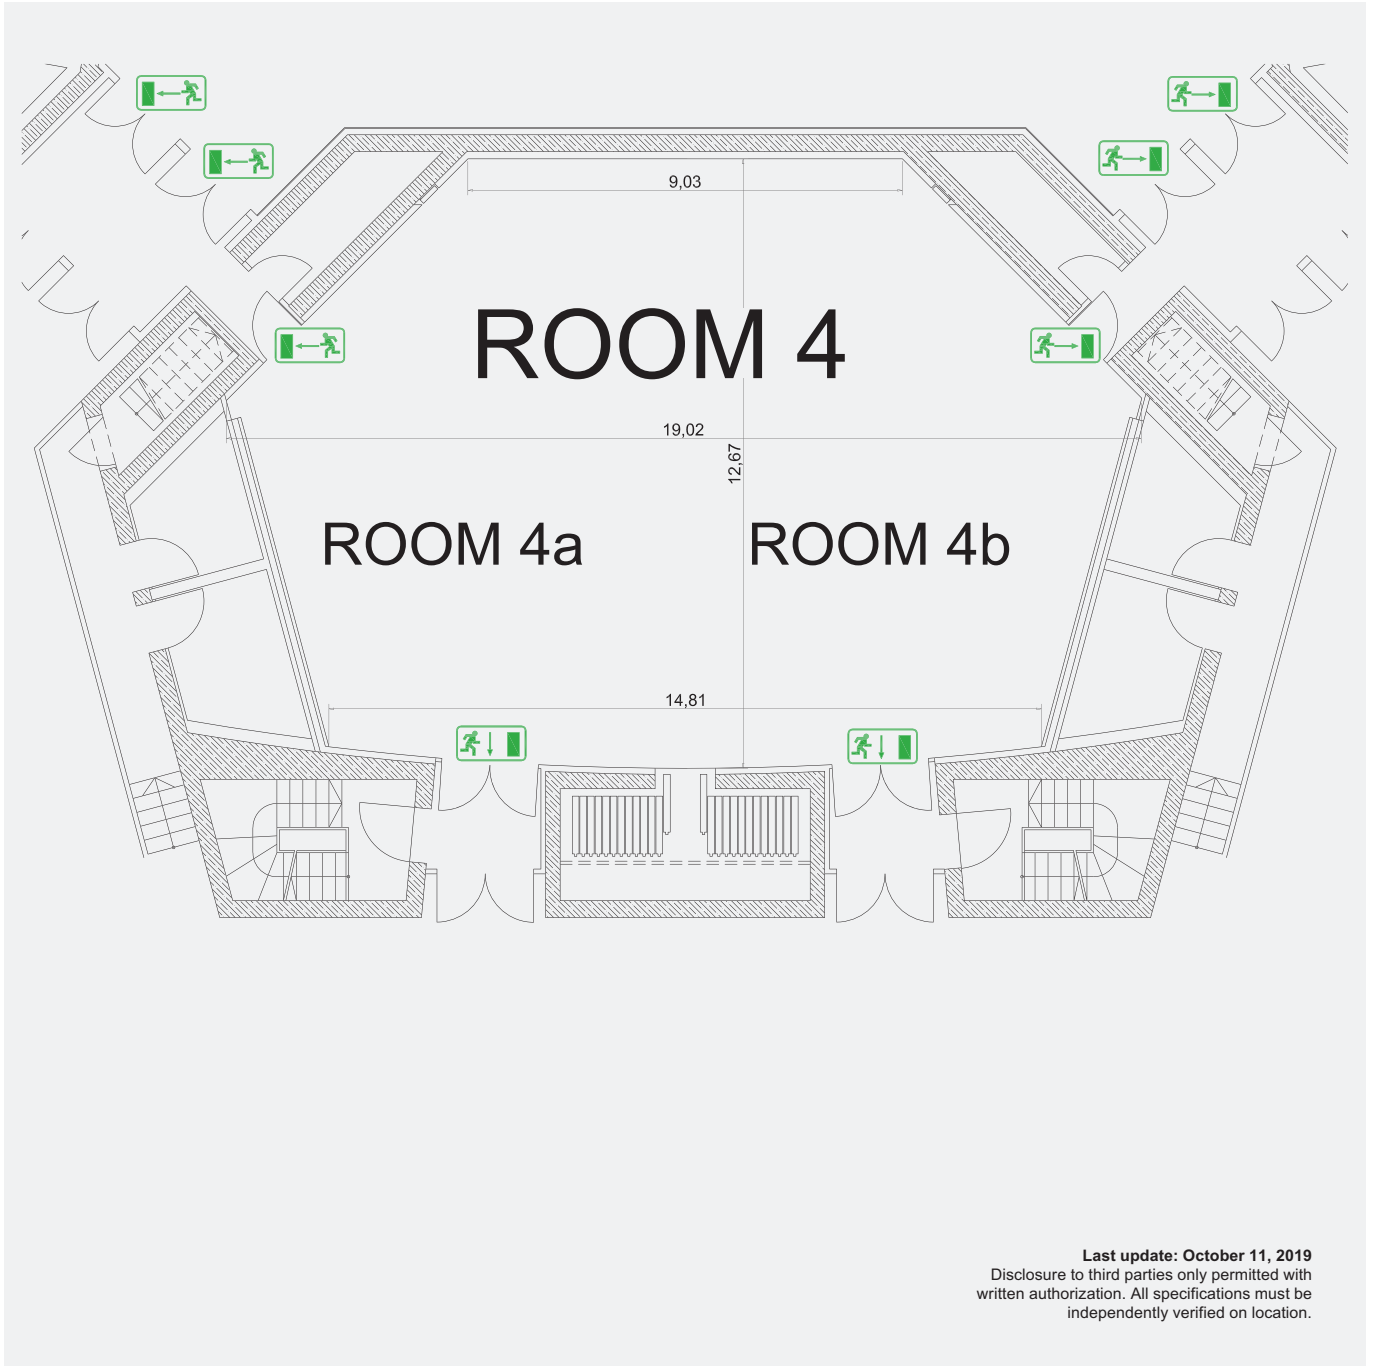 9,03
ROOM 4
19,02
12,67
ROOM 4a
ROOM 4b
14,81
Last update: October 11, 2019
Disclosure to third parties only permitted with
written authorization. All specifications must be
independently verified on location.